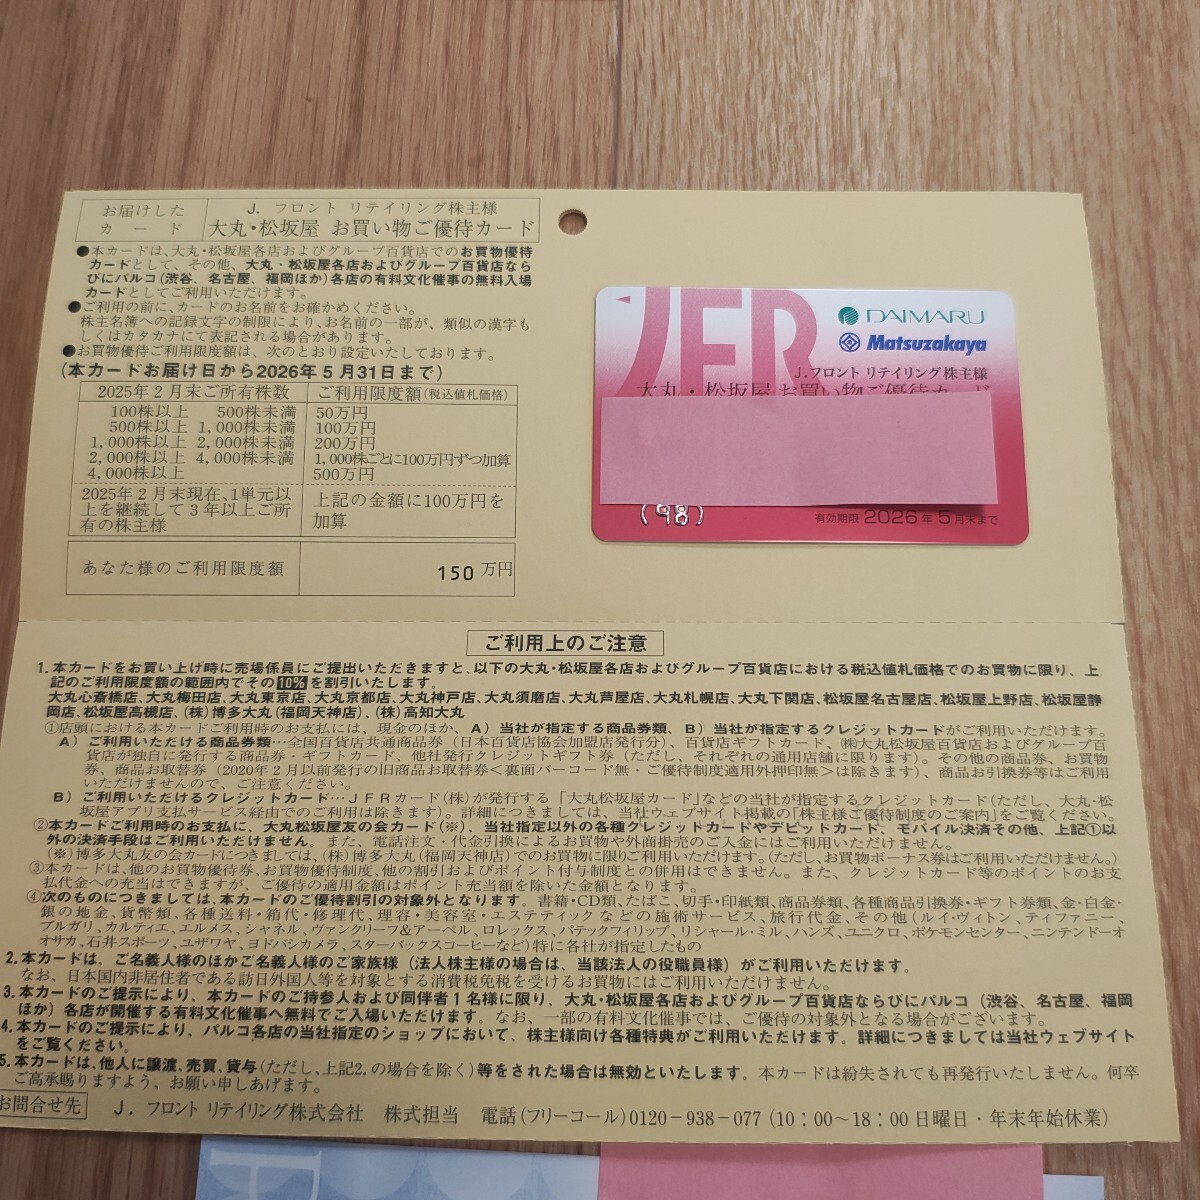 お届けした
カード
J. フロント リテイリング株主様
大丸・松坂屋 お買い物ご優待カード
●本カードは、大丸・松坂屋各店およびグループ百貨店でのお買物優待
カードとして、その他、大丸・松坂屋各店およびグループ百貨店なら
びにパルコ(渋谷、名古屋、福岡ほか)各店の有料文化催事の無料入場
カードとしてご利用いただけます。
●ご利用の前に、カードのお名前をお確かめください。
株主名簿への記録文字の制限により、お名前の一部が、類似の漢字も
しくはカタカナにて表記される場合があります。
●お買物優待ご利用限度額は、次のとおり設定いたしております。
(本カードお届け日から2026年5月31日まで)
2025年2月末ご所有株数 ご利用限度額(税込値札価格)
100株以上 500株未満 50万円
500株以上 1,000株未満 100万円
1,000株以上 2,000株未満 200万円
2,000株以上 4,000株未満 1,000株ごとに100万円ずつ加算
4,000株以上 500万円
2025年2月末現在、1単元以
上を継続して3年以上ご所
有の株主様
上記の金額に100万円を
加算
あなた様のご利用限度額 150万円
JFR
DAIMARU
Matsuzakaya
J.フロント リテイリング株主様
大丸・松坂屋 お買い物ご優待カード
(98)
有効期限 2026年5月末まで
ご利用上のご注意
1.本カードをお買い上げ時に売場係員にご提出いただきますと、以下の大丸・松坂屋各店およびグループ百貨店における税込値札価格でのお買物に限り、上
記のご利用限度額の範囲内でその10%を割引いたします。
大丸心斎橋店、大丸梅田店、大丸東京店、大丸京都店、大丸神戸店、大丸須磨店、大丸芦屋店、大丸札幌店、大丸下関店、松坂屋名古屋店、松坂屋上野店、松坂屋静
岡店、松坂屋高槻店、(株)博多大丸(福岡天神店)、(株)高知大丸
①店頭における本カードご利用時のお支払には、現金のほか、A)当社が指定する商品券類、B)当社が指定するクレジットカードがご利用いただけます。
A)ご利用いただける商品券類…全国百貨店共通商品券(日本百貨店協会加盟店発行分)、百貨店ギフトカード、㈱大丸松坂屋百貨店およびグループ百
貨店が独自に発行する商品券・ギフトカード、他社発行クレジットギフト券(ただし、それぞれの通用店舗に限ります)。その他の商品券、お買物
券、商品お取替券(2020年2月以前発行の旧商品お取替券<裏面バーコード無・ご優待制度適用外押印無>は除きます)、商品お引換券等はご利用
いただけませんので、ご注意ください。
B)ご利用いただけるクレジットカード…JFRカード(株)が発行する「大丸松坂屋カード」などの当社が指定するクレジットカード(ただし、大丸・松
坂屋アプリ支払サービス経由でのご利用は除きます)。詳細につきましては、当社ウェブサイト掲載の「株主様ご優待制度のご案内」をご覧ください。
②本カードご利用時のお支払に、大丸松坂屋友の会カード(※)、当社指定以外の各種クレジットカードやデビットカード、モバイル決済その他、上記①以
外の決済手段はご利用いただけません。また、電話注文・代金引換によるお買物や外商掛売のご入金にはご利用いただけません。
(※)博多大丸友の会カードにつきましては、(株)博多大丸(福岡天神店)でのお買物に限りご利用いただけます。(ただし、お買物ボーナス券はご利用いただけません。)
③本カードは、他のお買物優待券、お買物優待制度、他の割引およびポイント付与制度との併用はできません。また、クレジットカード等のポイントのお支
払代金への充当はできますが、ご優待の適用金額はポイント充当額を除いた金額となります。
④次のものにつきましては、本カードのご優待割引の対象外となります。書籍・CD類、たばこ、切手・印紙類、商品券類、各種商品引換券・ギフト券類、金・白金・
銀の地金、貨幣類、各種送料・箱代・修理代、理容・美容室・エステティックなどの施術サービス、旅行代金、その他(ルイ・ヴィトン、ティファニー、
ブルガリ、カルティエ、エルメス、シャネル、ヴァンクリーフ&アーペル、ロレックス、パテックフィリップ、リシャール・ミル、ハンズ、ユニクロ、ポケモンセンター、ニンテンドーオ
オサカ、石井スポーツ、ユザワヤ、ヨドバシカメラ、スターバックスコーヒーなど)特に各社が指定したもの
2.本カードは、ご名義人様のほかご名義人様のご家族様(法人株主様の場合は、当該法人の役職員様)がご利用いただけます。
なお、日本国内非居住者である訪日外国人等を対象とする消費税免税を受けるお買物にはご利用いただけません。
3.本カードのご提示により、本カードのご持参人および同伴者1名様に限り、大丸・松坂屋各店およびグループ百貨店ならびにパルコ(渋谷、名古屋、福岡
ほか)各店が開催する有料文化催事へ無料でご入場いただけます。なお、一部の有料文化催事では、ご優待の対象外となる場合がございます。
4.本カードのご提示により、パルコ各店の当社指定のショップにおいて、株主様向け各種特典がご利用いただけます。詳細につきましては当社ウェブサイト
をご覧ください。
5.本カードは、他人に譲渡、売買、貸与(ただし、上記2.の場合を除く)等をされた場合は無効といたします。本カードは紛失されても再発行いたしません。何卒
ご高承賜りますよう、お願い申しあげます。
お問合せ先 J. フロント リテイリング株式会社 株式担当 電話(フリーコール)0120-938-077(10:00~18:00 日曜日・年末年始休業)